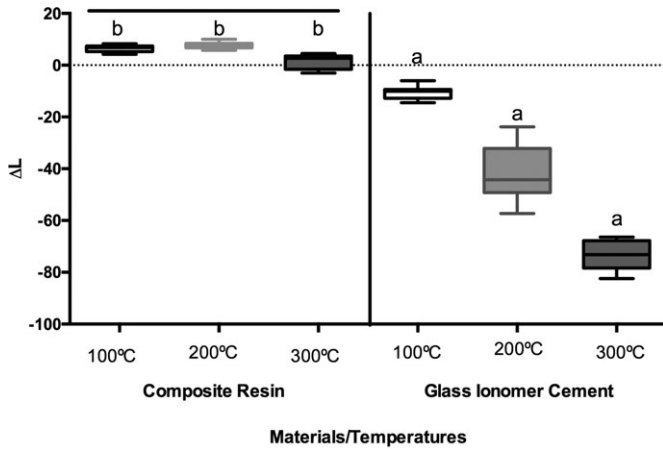 20
0
-20
-40
-60
-80
-100
ΔL
b b b
a
a
a
100ºC 200ºC 300ºC 100ºC 200ºC 300ºC
Composite Resin Glass Ionomer Cement
Materials/Temperatures